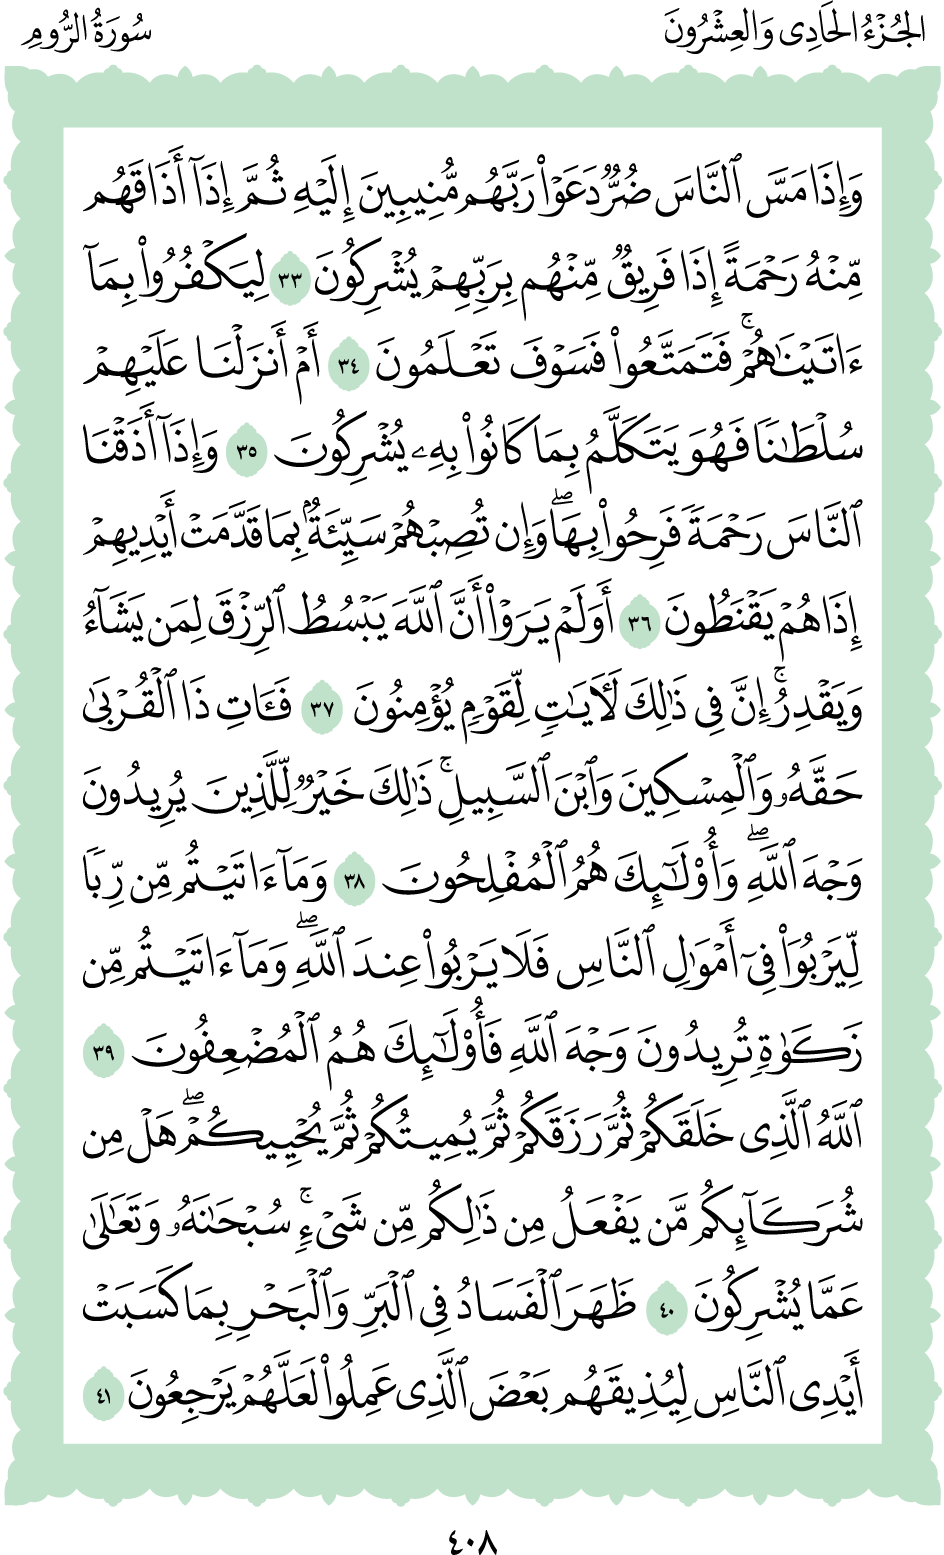 الجُزْءُ الحَادِى وَالعِشْرُونَ
سُورَةُ الرُّومِ
وَإِذَا مَسَّ ٱلنَّاسَ ضُرٌّ دَعَوْا۟ رَبَّهُم مُّنِيبِينَ إِلَيْهِ ثُمَّ إِذَآ أَذَاقَهُم
مِّنْهُ رَحْمَةً إِذَا فَرِيقٌ مِّنْهُم بِرَبِّهِمْ يُشْرِكُونَ ٣٣ لِيَكْفُرُوا۟ بِمَآ
ءَاتَيْنَٰهُمْ ۚ فَتَمَتَّعُوا۟ فَسَوْفَ تَعْلَمُونَ ٣٤ أَمْ أَنزَلْنَا عَلَيْهِمْ
سُلْطَٰنًا فَهُوَ يَتَكَلَّمُ بِمَا كَانُوا۟ بِهِۦ يُشْرِكُونَ ٣٥ وَإِذَآ أَذَقْنَا
ٱلنَّاسَ رَحْمَةً فَرِحُوا۟ بِهَا ۖ وَإِن تُصِبْهُمْ سَيِّئَةٌۢ بِمَا قَدَّمَتْ أَيْدِيهِمْ
إِذَا هُمْ يَقْنَطُونَ ٣٦ أَوَلَمْ يَرَوْا۟ أَنَّ ٱللَّهَ يَبْسُطُ ٱلرِّزْقَ لِمَن يَشَآءُ
وَيَقْدِرُ ۚ إِنَّ فِى ذَٰلِكَ لَءَايَٰتٍ لِّقَوْمٍ يُؤْمِنُونَ ٣٧ فَـَٔاتِ ذَا ٱلْقُرْبَىٰ
حَقَّهُۥ وَٱلْمِسْكِينَ وَٱبْنَ ٱلسَّبِيلِ ۚ ذَٰلِكَ خَيْرٌ لِّلَّذِينَ يُرِيدُونَ
وَجْهَ ٱللَّهِ ۖ وَأُو۟لَٰٓئِكَ هُمُ ٱلْمُفْلِحُونَ ٣٨ وَمَآ ءَاتَيْتُم مِّن رِّبًا
لِّيَرْبُوَا۟ فِىٓ أَمْوَٰلِ ٱلنَّاسِ فَلَا يَرْبُوا۟ عِندَ ٱللَّهِ ۖ وَمَآ ءَاتَيْتُم مِّن
زَكَوٰةٍ تُرِيدُونَ وَجْهَ ٱللَّهِ فَأُو۟لَٰٓئِكَ هُمُ ٱلْمُضْعِفُونَ ٣٩
ٱللَّهُ ٱلَّذِى خَلَقَكُمْ ثُمَّ رَزَقَكُمْ ثُمَّ يُمِيتُكُمْ ثُمَّ يُحْيِيكُمْ ۖ هَلْ مِن
شُرَكَآئِكُم مَّن يَفْعَلُ مِن ذَٰلِكُم مِّن شَىْءٍ ۚ سُبْحَٰنَهُۥ وَتَعَٰلَىٰ
عَمَّا يُشْرِكُونَ ٤٠ ظَهَرَ ٱلْفَسَادُ فِى ٱلْبَرِّ وَٱلْبَحْرِ بِمَا كَسَبَتْ
أَيْدِى ٱلنَّاسِ لِيُذِيقَهُم بَعْضَ ٱلَّذِى عَمِلُوا۟ لَعَلَّهُمْ يَرْجِعُونَ ٤١
٤٠٨